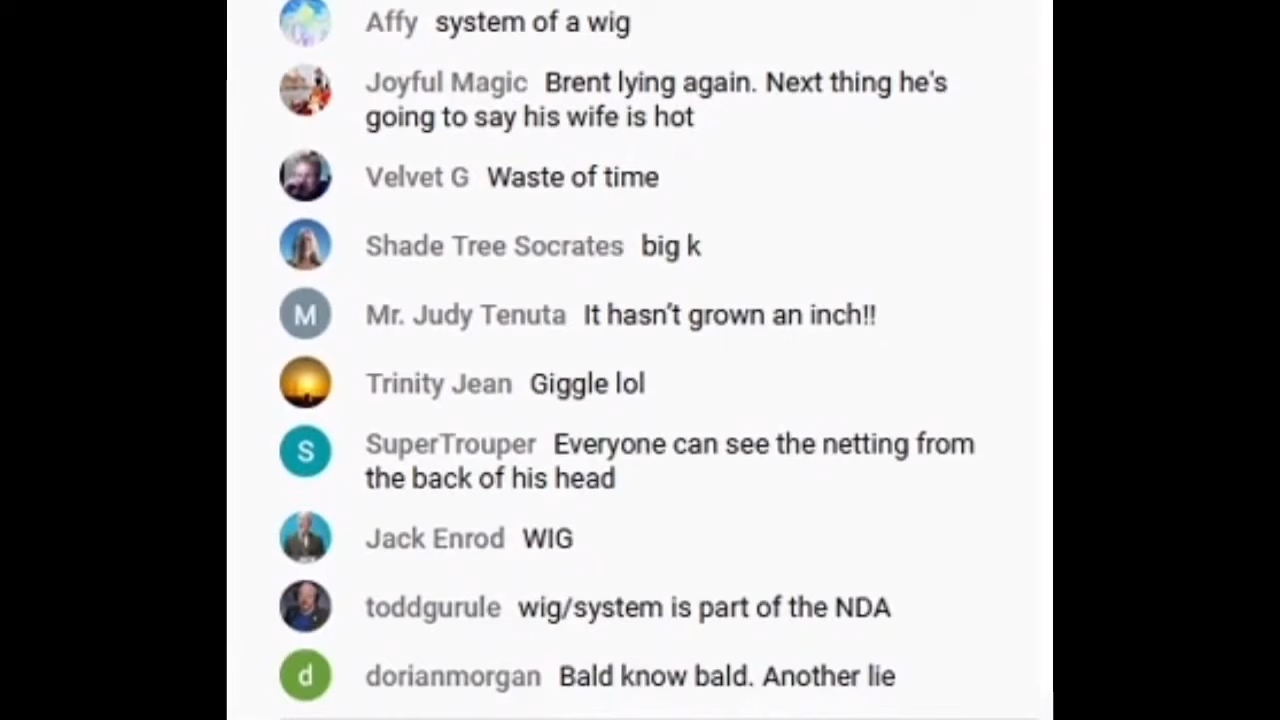 Affy system of a wig
Joyful Magic Brent lying again. Next thing he's
going to say his wife is hot
Velvet G Waste of time
Shade Tree Socrates big k
M Mr. Judy Tenuta It hasn't grown an inch!!
Trinity Jean Giggle lol
S SuperTrouper Everyone can see the netting from
the back of his head
Jack Enrod WIG
toddgurule wig/system is part of the NDA
d dorianmorgan Bald know bald. Another lie